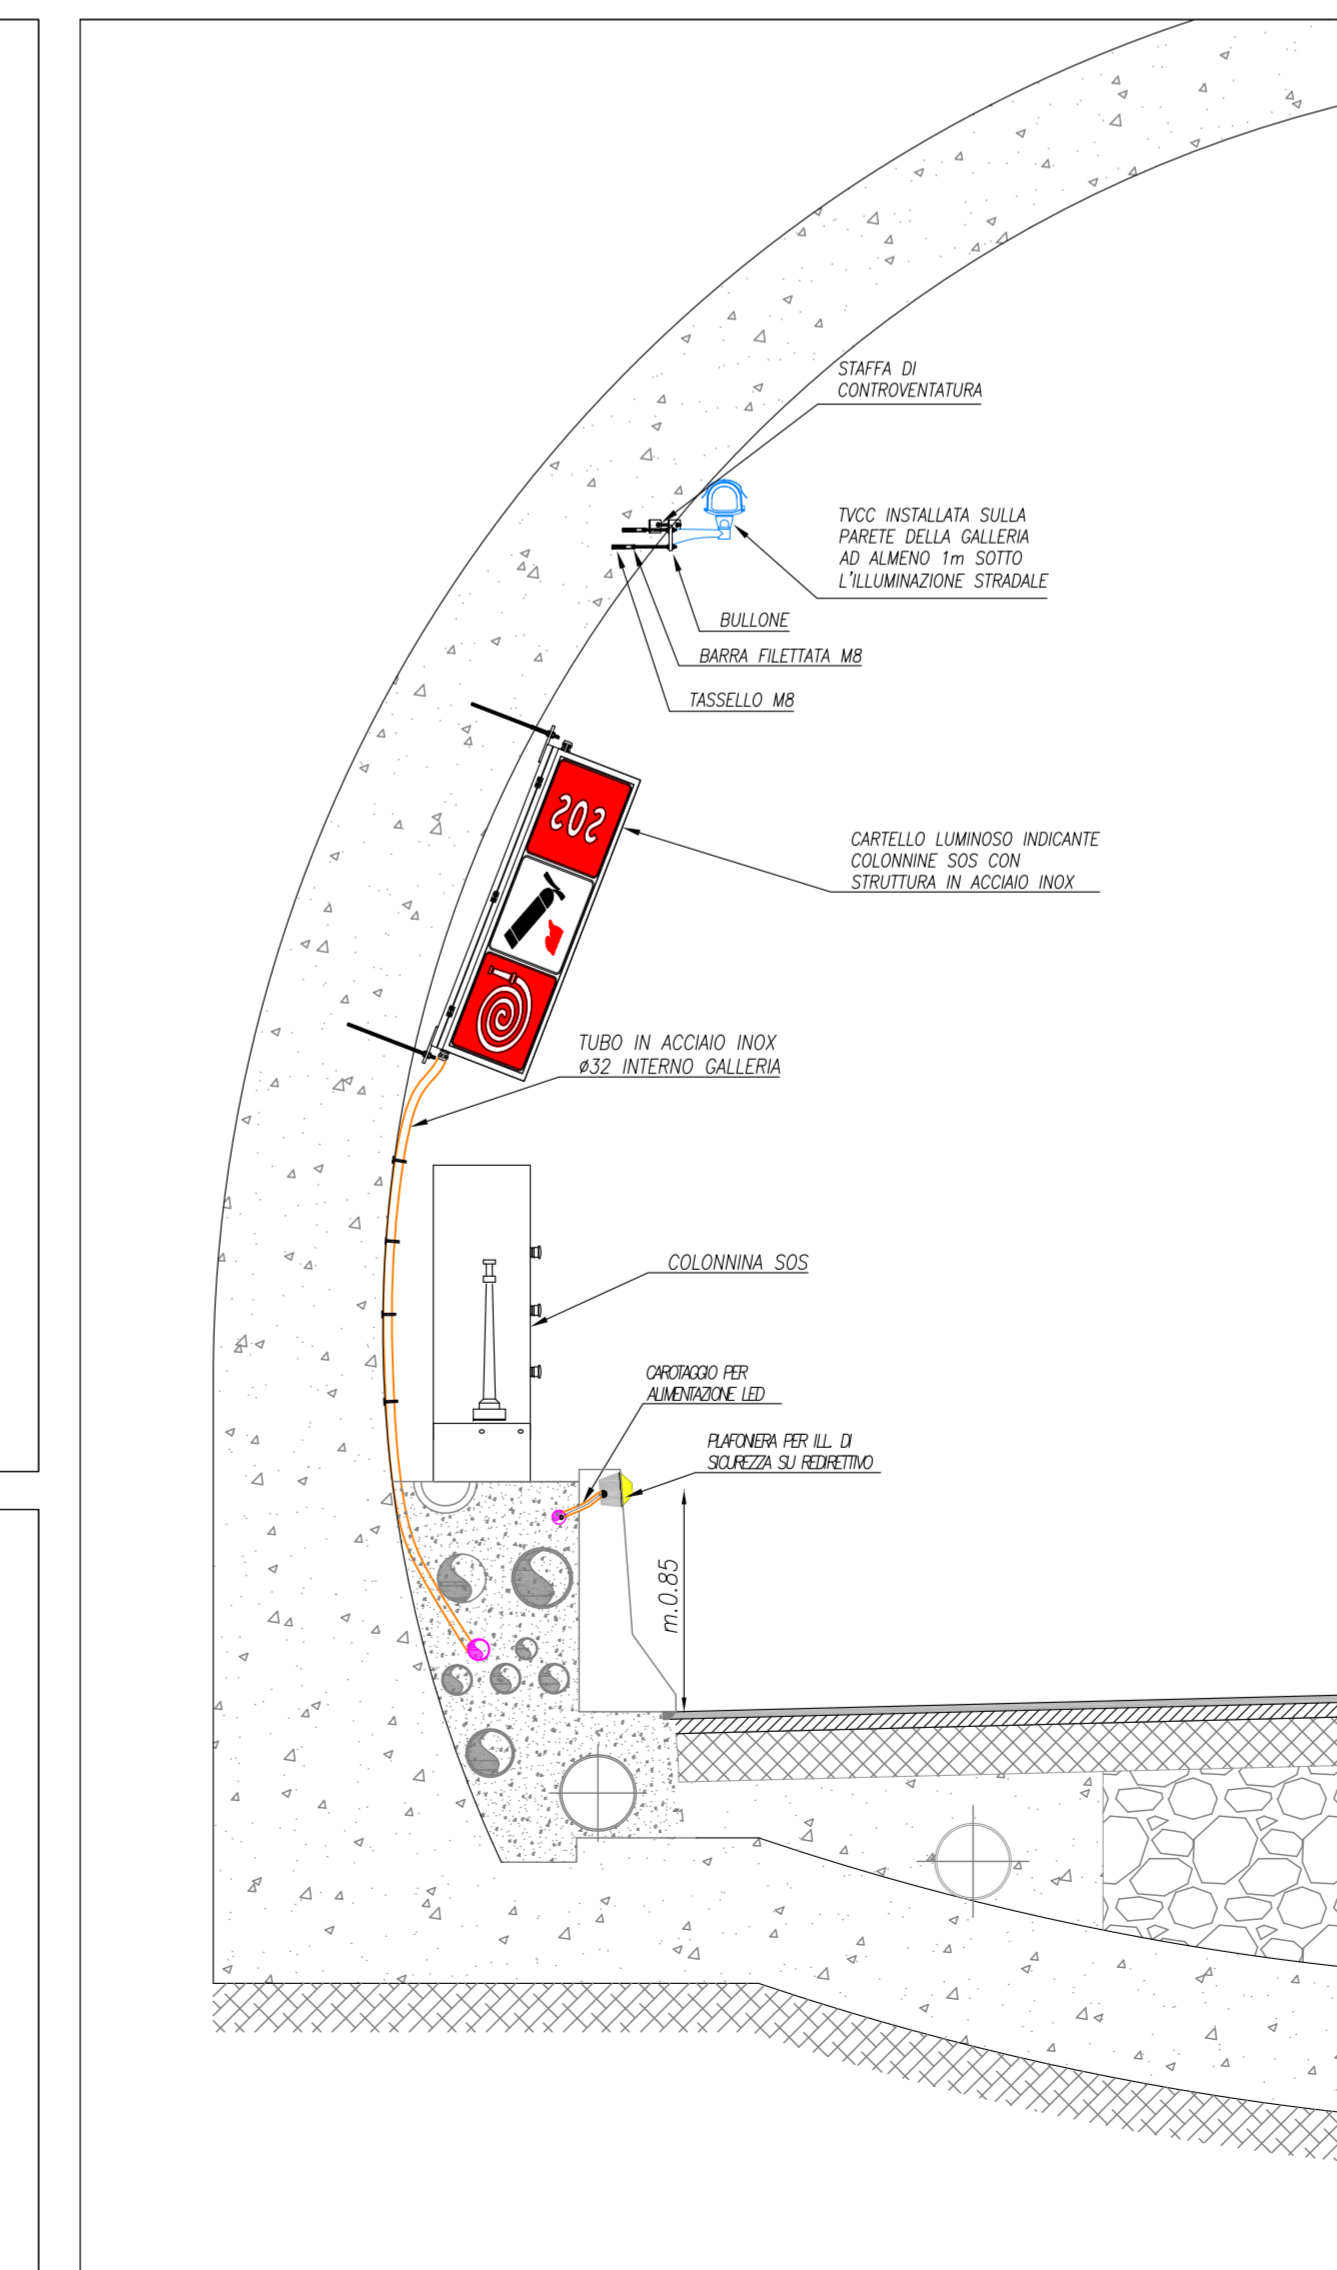 STAFFA DI
CONTROVENTATURA
TVCC INSTALLATA SULLA
PARETE DELLA GALLERIA
AD ALMENO 1m SOTTO
L'ILLUMINAZIONE STRADALE
BULLONE
BARRA FILETTATA M8
TASSELLO M8
SOS
CARTELLO LUMINOSO INDICANTE
COLONNINE SOS CON
STRUTTURA IN ACCIAIO INOX
TUBO IN ACCIAIO INOX
ø32 INTERNO GALLERIA
COLONNINA SOS
CAROTAGGIO PER
ALIMENTAZIONE LED
PLAFONIERA PER ILL. DI
SICUREZZA SU REDIRETTIVO
m.0.85